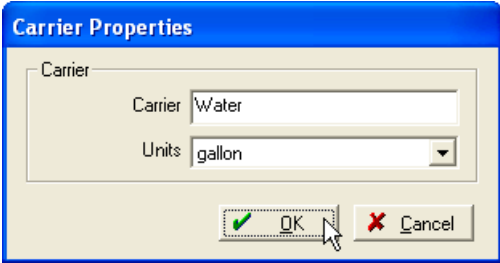 Carrier Properties
Carrier
Carrier Water
Units gallon
OK Cancel